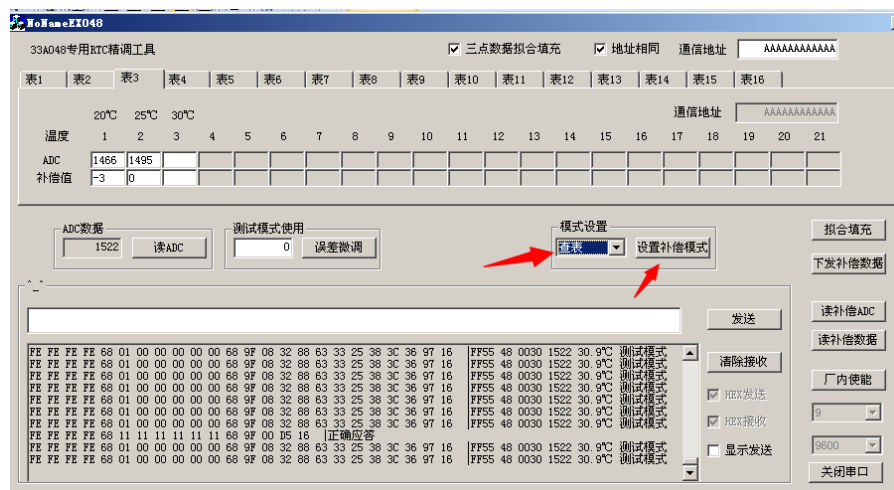 NoNameEX048
33A048专用RTC精调工具 三点数据拟合填充 地址相同 通信地址 AAAAAAAAAAAA
表1 表2 表3 表4 表5 表6 表7 表8 表9 表10 表11 表12 表13 表14 表15 表16
20℃ 25℃ 30℃ 通信地址 AAAAAAAAAAAA
温度 1 2 3 4 5 6 7 8 9 10 11 12 13 14 15 16 17 18 19 20 21
ADC 1466 1495
补偿值 -3 0
ADC数据 测试模式使用 模式设置 拟合填充
1522 读ADC 0 误差微调 查表 设置补偿模式
下发补偿数据
^_^
读补偿ADC
发送
读补偿数据
FE FE FE FE 68 01 00 00 00 00 00 68 9F 08 32 88 63 33 25 38 3C 36 97 16 |FF55 48 0030 1522 30.9℃ 测试模式
FE FE FE FE 68 01 00 00 00 00 00 68 9F 08 32 88 63 33 25 38 3C 36 97 16 |FF55 48 0030 1522 30.9℃ 测试模式
FE FE FE FE 68 01 00 00 00 00 00 68 9F 08 32 88 63 33 25 38 3C 36 97 16 |FF55 48 0030 1522 30.9℃ 测试模式
FE FE FE FE 68 01 00 00 00 00 00 68 9F 08 32 88 63 33 25 38 3C 36 97 16 |FF55 48 0030 1522 30.9℃ 测试模式
FE FE FE FE 68 01 00 00 00 00 00 68 9F 08 32 88 63 33 25 38 3C 36 97 16 |FF55 48 0030 1522 30.9℃ 测试模式
FE FE FE FE 68 01 00 00 00 00 00 68 9F 08 32 88 63 33 25 38 3C 36 97 16 |FF55 48 0030 1522 30.9℃ 测试模式
FE FE FE FE 68 01 00 00 00 00 00 68 9F 08 32 88 63 33 25 38 3C 36 97 16 |FF55 48 0030 1522 30.9℃ 测试模式
FE FE FE FE 68 11 11 11 11 11 11 68 9F 00 D5 16 |正确应答
FE FE FE FE 68 01 00 00 00 00 00 68 9F 08 32 88 63 33 25 38 3C 36 97 16 |FF55 48 0030 1522 30.9℃ 测试模式
FE FE FE FE 68 01 00 00 00 00 00 68 9F 08 32 88 63 33 25 38 3C 36 97 16 |FF55 48 0030 1522 30.9℃ 测试模式
清除接收
厂内使能
HEX发送
9
HEX接收
9600
显示发送
关闭串口